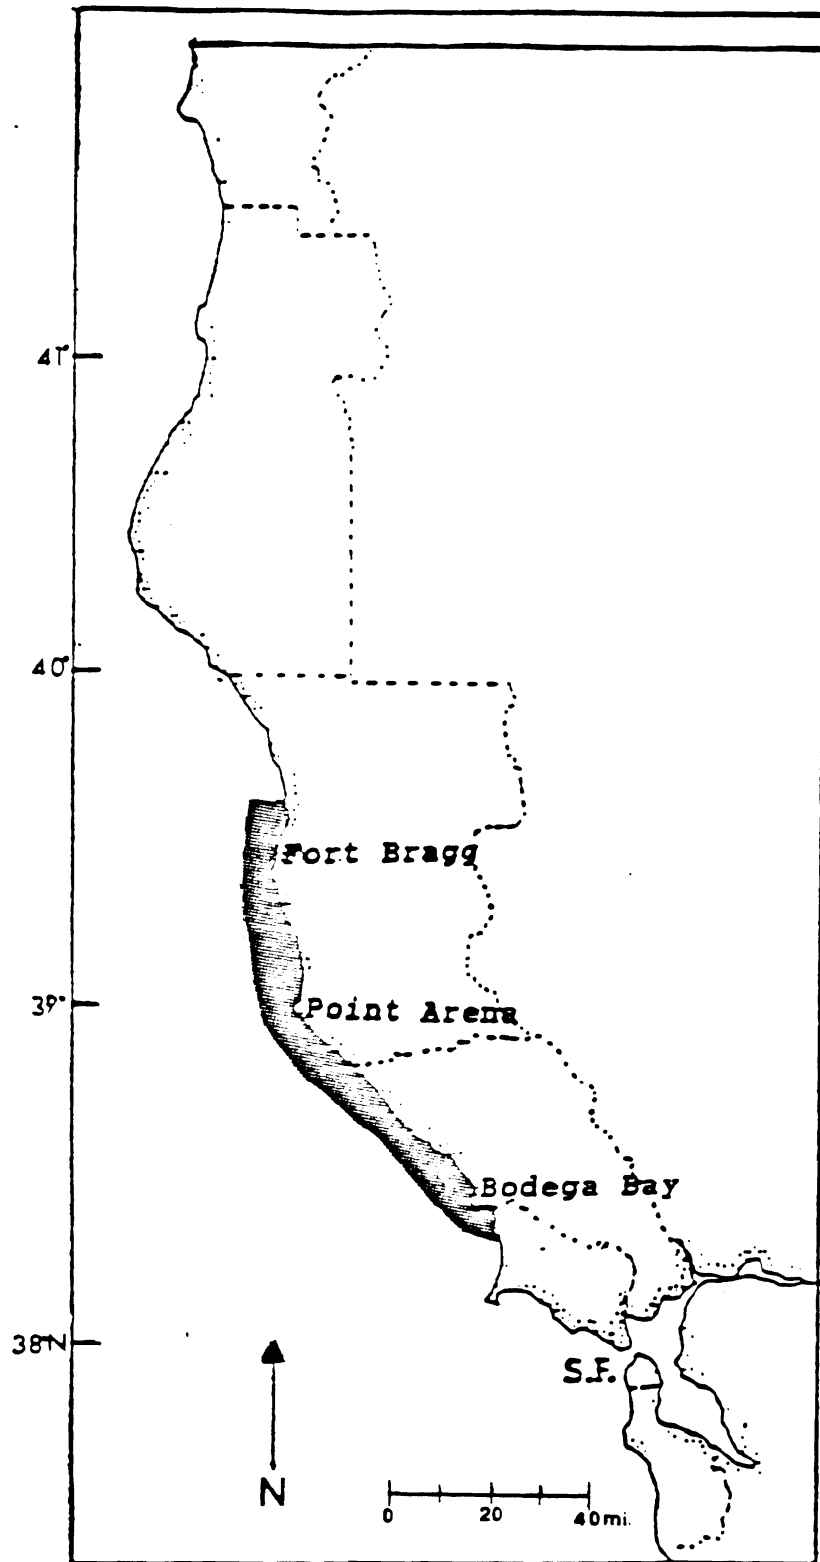 41°
40°
Fort Bragg
39°
Point Arena
Bodega Bay
38°N
S.F.
N
0 20 40mi.